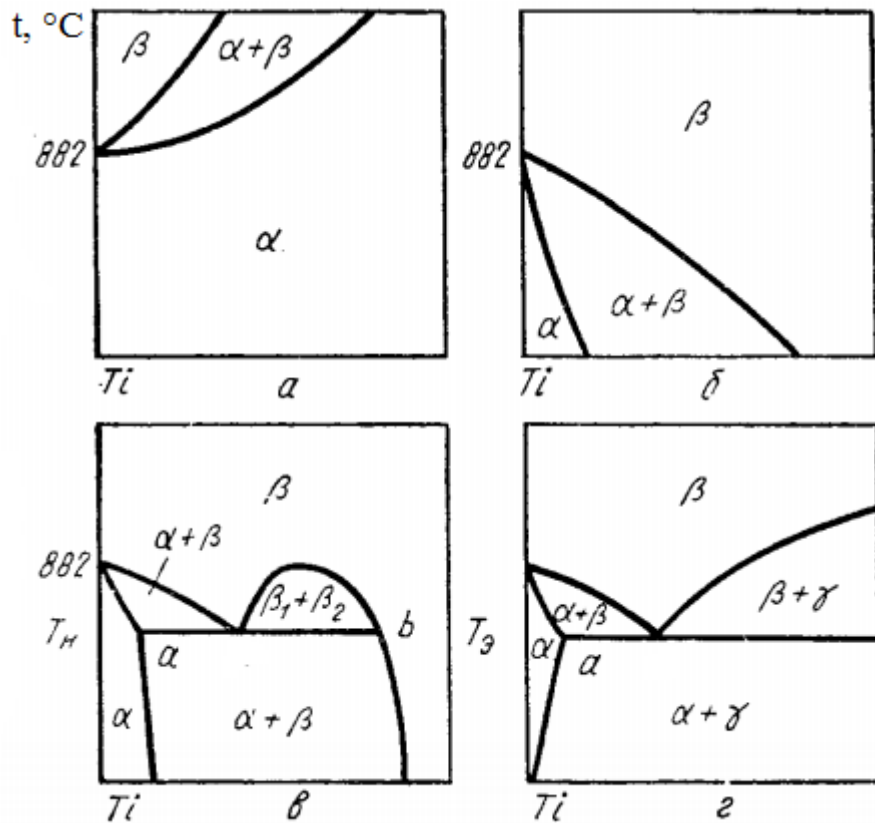 t, °C
β
α+β
882
α
Ti
а
β
882
α+β
α
Ti
б
β
α+β
882
β₁+β₂
Tн
b
a
α
α+β
Ti
в
β
α+β
β+γ
Tэ
α
a
α+γ
Ti
г